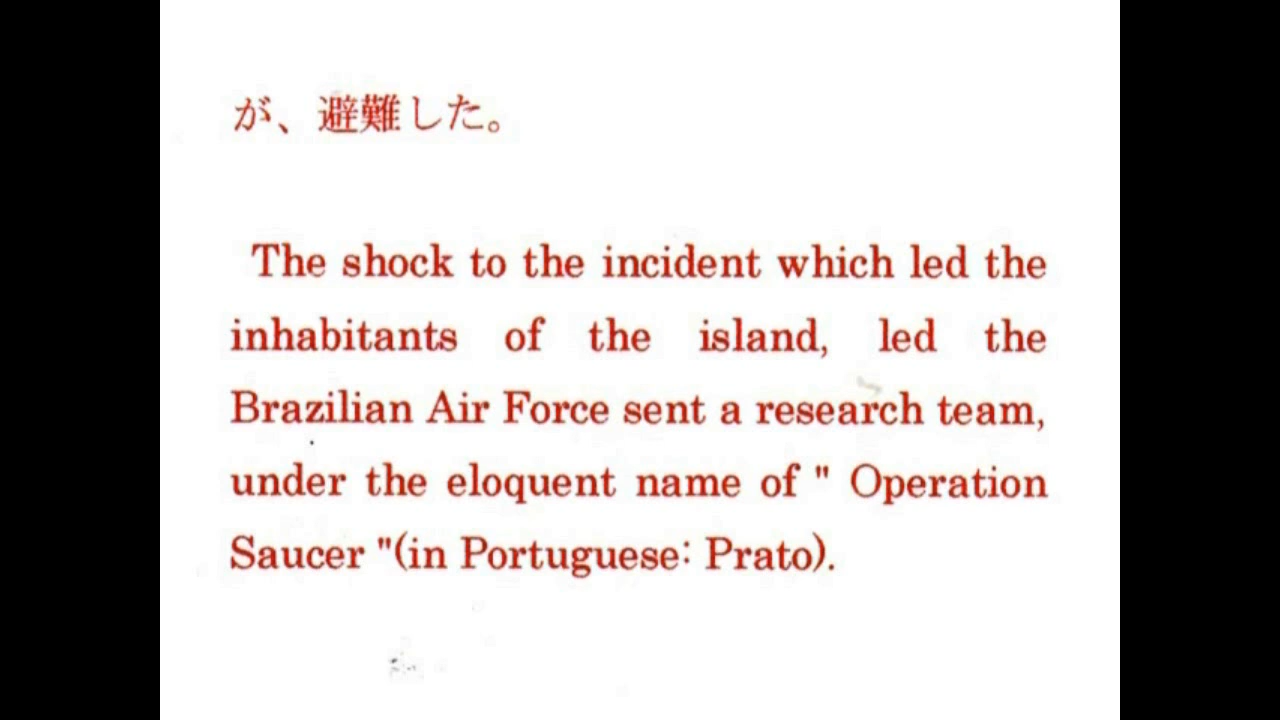 が、避難した。
The shock to the incident which led the
inhabitants of the island, led the
Brazilian Air Force sent a research team,
under the eloquent name of " Operation
Saucer "(in Portuguese: Prato).